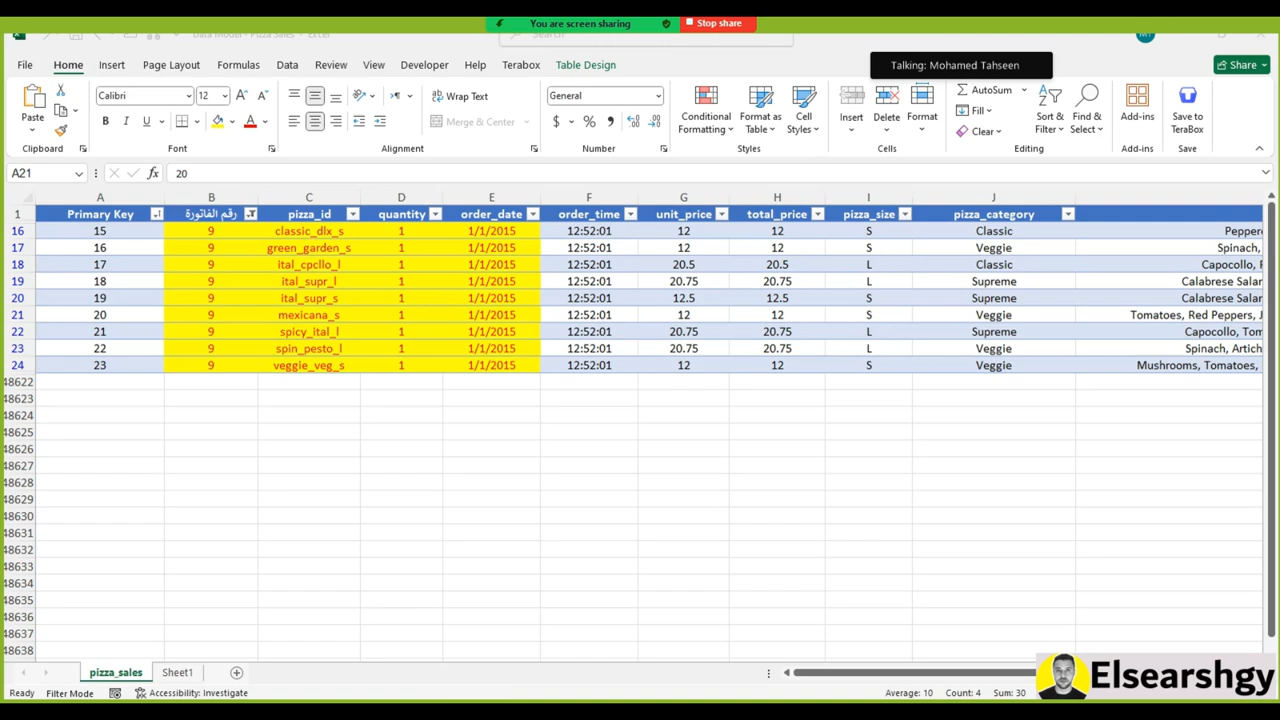 You are screen sharing Stop share
Data Model - Pizza Sales - Excel Search MT
File Home Insert Page Layout Formulas Data Review View Developer Help Terabox Table Design Talking: Mohamed Tahseen Share
Paste Calibri 12 Wrap Text General AutoSum
B I U Merge & Center $ % Conditional Formatting Format as Table Cell Styles Insert Delete Format Fill Clear Sort & Filter Find & Select Add-ins Save to TeraBox
Clipboard Font Alignment Number Styles Cells Editing Add-ins Save
A21 fx 20
A B C D E F G H I J
1 Primary Key رقم الفاتورة pizza_id quantity order_date order_time unit_price total_price pizza_size pizza_category
16 15 9 classic_dlx_s 1 1/1/2015 12:52:01 12 12 S Classic
17 16 9 green_garden_s 1 1/1/2015 12:52:01 12 12 S Veggie Spinach,
18 17 9 ital_cpcllo_l 1 1/1/2015 12:52:01 20.5 20.5 L Classic Capocollo,
19 18 9 ital_supr_l 1 1/1/2015 12:52:01 20.75 20.75 L Supreme Calabrese Salar
20 19 9 ital_supr_s 1 1/1/2015 12:52:01 12.5 12.5 S Supreme Calabrese Salar
21 20 9 mexicana_s 1 1/1/2015 12:52:01 12 12 S Veggie Tomatoes, Red Peppers, J
22 21 9 spicy_ital_l 1 1/1/2015 12:52:01 20.75 20.75 L Supreme Capocollo, Tom
23 22 9 spin_pesto_l 1 1/1/2015 12:52:01 20.75 20.75 L Veggie Spinach, Artich
24 23 9 veggie_veg_s 1 1/1/2015 12:52:01 12 12 S Veggie Mushrooms, Tomatoes,
48622
48623
48624
48625
48626
48627
48628
48629
48630
48631
48632
48633
48634
48635
48636
48637
48638
pizza_sales Sheet1
Elsearshgy
Ready Filter Mode Accessibility: Investigate Average: 10 Count: 4 Sum: 30